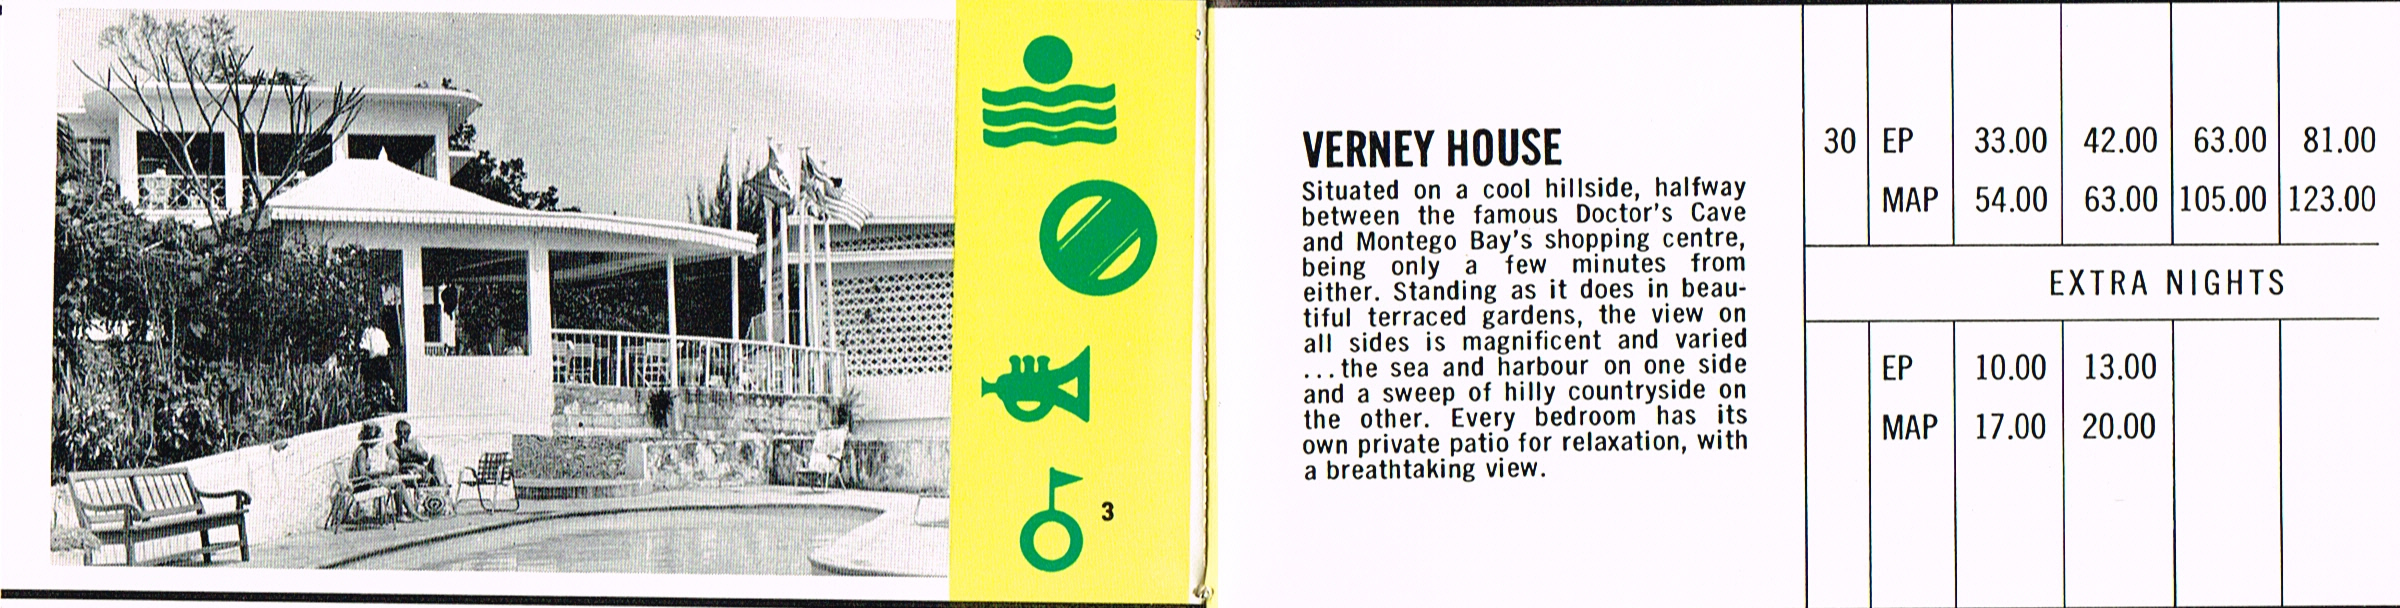 3
VERNEY HOUSE
Situated on a cool hillside, halfway
between the famous Doctor's Cave
and Montego Bay's shopping centre,
being only a few minutes from
either. Standing as it does in beau-
tiful terraced gardens, the view on
all sides is magnificent and varied
...the sea and harbour on one side
and a sweep of hilly countryside on
the other. Every bedroom has its
own private patio for relaxation, with
a breathtaking view.
30 EP 33.00 42.00 63.00 81.00
MAP 54.00 63.00 105.00 123.00
EXTRA NIGHTS
EP 10.00 13.00
MAP 17.00 20.00